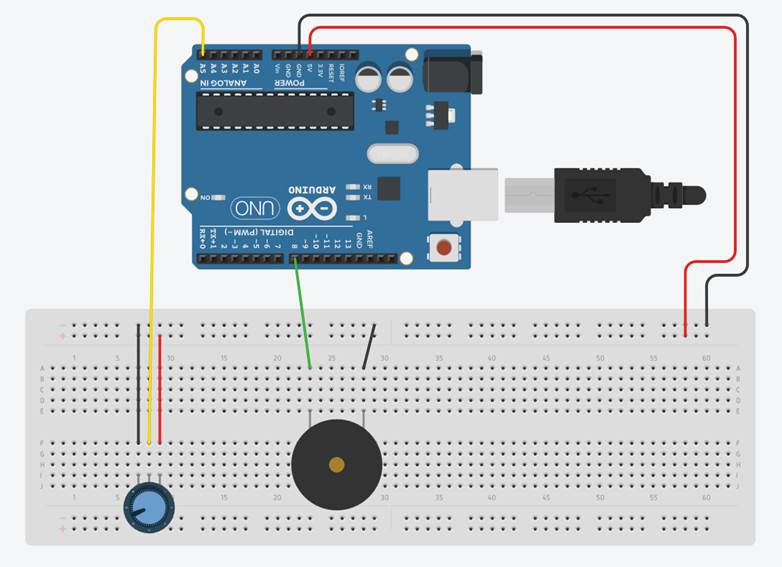 A5 A4 A3 A2 A1 A0 Vin GND GND 5V 3.3V RESET IOREF
ANALOG IN POWER
ON UNO ARDUINO RX
TX
L
DIGITAL (PWM~)
RX←0 TX→1 2 ~3 4 ~5 ~6 7 8 ~9 ~10 ~11 12 13 GND AREF
−
+
1 5 10 15 20 25 30 35 40 45 50 55 60
A A
B B
C C
D D
E E
F F
G G
H H
I I
J J
1 5 15 20 25 30 35 40 45 50 55 60
−
+